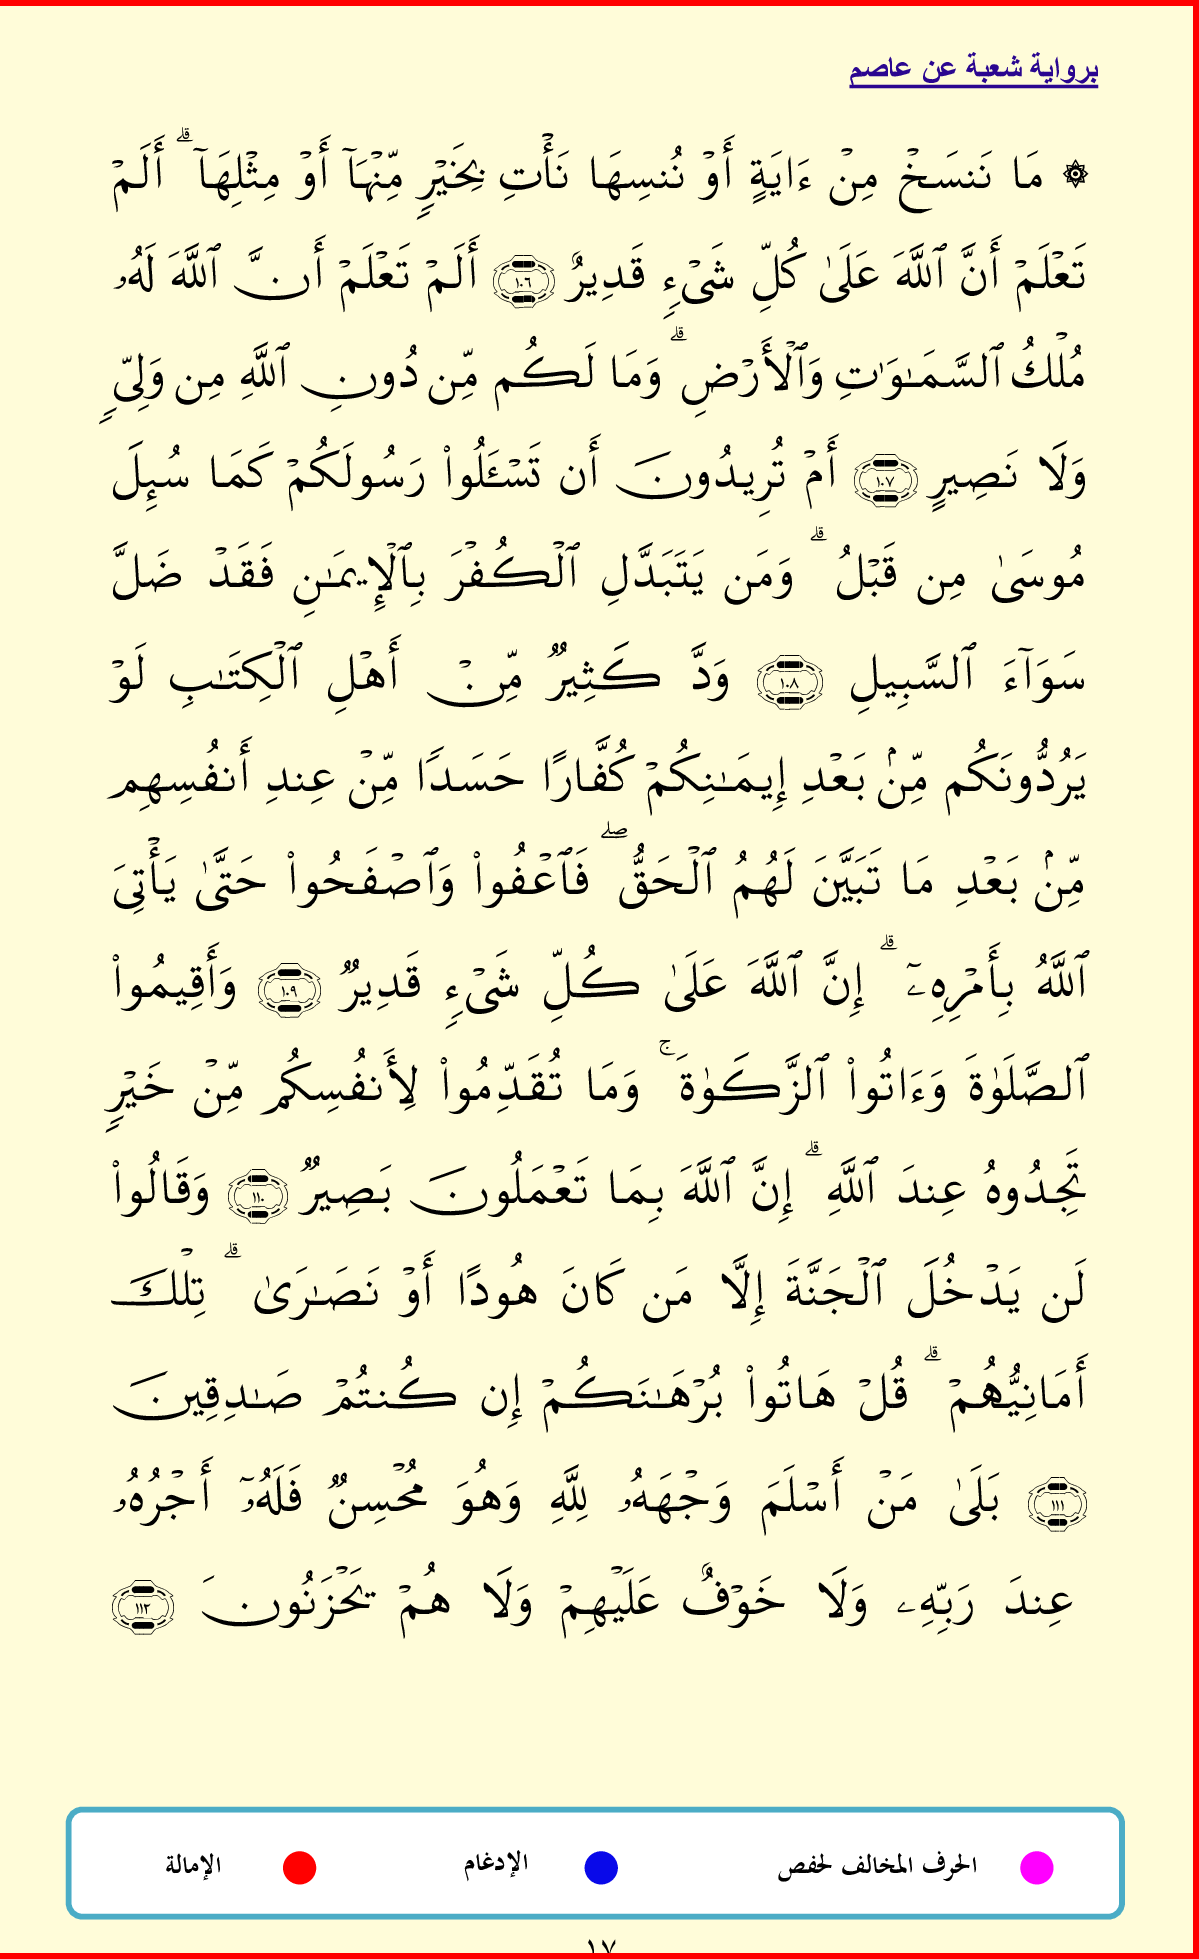 برواية شعبة عن عاصم
۞ مَا نَنسَخۡ مِنۡ ءَايَةٍ أَوۡ نُنسِهَا نَأۡتِ بِخَيۡرٖ مِّنۡهَآ أَوۡ مِثۡلِهَآۗ أَلَمۡ
تَعۡلَمۡ أَنَّ ٱللَّهَ عَلَىٰ كُلِّ شَيۡءٖ قَدِيرٌ ١٠٦ أَلَمۡ تَعۡلَمۡ أَنَّ ٱللَّهَ لَهُۥ
مُلۡكُ ٱلسَّمَٰوَٰتِ وَٱلۡأَرۡضِۗ وَمَا لَكُم مِّن دُونِ ٱللَّهِ مِن وَلِيّٖ
وَلَا نَصِيرٍ ١٠٧ أَمۡ تُرِيدُونَ أَن تَسۡـَٔلُواْ رَسُولَكُمۡ كَمَا سُئِلَ
مُوسَىٰ مِن قَبۡلُۗ وَمَن يَتَبَدَّلِ ٱلۡكُفۡرَ بِٱلۡإِيمَٰنِ فَقَدۡ ضَلَّ
سَوَآءَ ٱلسَّبِيلِ ١٠٨ وَدَّ كَثِيرٞ مِّنۡ أَهۡلِ ٱلۡكِتَٰبِ لَوۡ
يَرُدُّونَكُم مِّنۢ بَعۡدِ إِيمَٰنِكُمۡ كُفَّارًا حَسَدٗا مِّنۡ عِندِ أَنفُسِهِم
مِّنۢ بَعۡدِ مَا تَبَيَّنَ لَهُمُ ٱلۡحَقُّۖ فَٱعۡفُواْ وَٱصۡفَحُواْ حَتَّىٰ يَأۡتِيَ
ٱللَّهُ بِأَمۡرِهِۦٓۗ إِنَّ ٱللَّهَ عَلَىٰ كُلِّ شَيۡءٖ قَدِيرٞ ١٠٩ وَأَقِيمُواْ
ٱلصَّلَوٰةَ وَءَاتُواْ ٱلزَّكَوٰةَۚ وَمَا تُقَدِّمُواْ لِأَنفُسِكُم مِّنۡ خَيۡرٖ
تَجِدُوهُ عِندَ ٱللَّهِۗ إِنَّ ٱللَّهَ بِمَا تَعۡمَلُونَ بَصِيرٞ ١١٠ وَقَالُواْ
لَن يَدۡخُلَ ٱلۡجَنَّةَ إِلَّا مَن كَانَ هُودًا أَوۡ نَصَٰرَىٰۗ تِلۡكَ
أَمَانِيُّهُمۡۗ قُلۡ هَاتُواْ بُرۡهَٰنَكُمۡ إِن كُنتُمۡ صَٰدِقِينَ
١١١ بَلَىٰ مَنۡ أَسۡلَمَ وَجۡهَهُۥ لِلَّهِ وَهُوَ مُحۡسِنٞ فَلَهُۥٓ أَجۡرُهُۥ
عِندَ رَبِّهِۦ وَلَا خَوۡفٌ عَلَيۡهِمۡ وَلَا هُمۡ يَحۡزَنُونَ ١١٢
الحرف المخالف لحفص الإدغام الإمالة
١٧